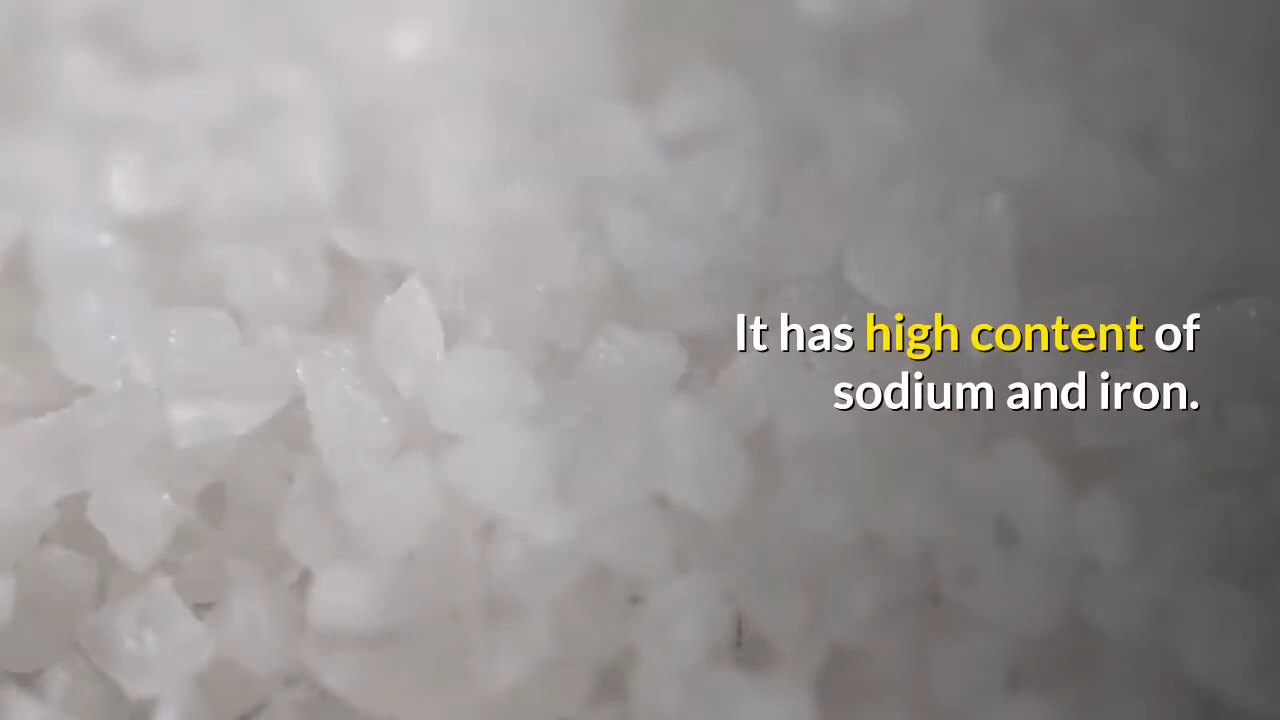 It has high content of
sodium and iron.